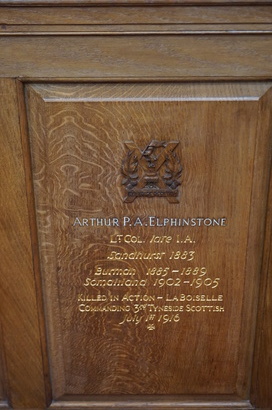 ARTHUR P. A. ELPHINSTONE
LT COL. late I.A.
Sandhurst 1883
Burmah 1885-1889
Somaliland 1902-1905
KILLED IN ACTION - LA BOISELLE
COMMANDING 3RD TYNESIDE SCOTTISH
July 1st 1916